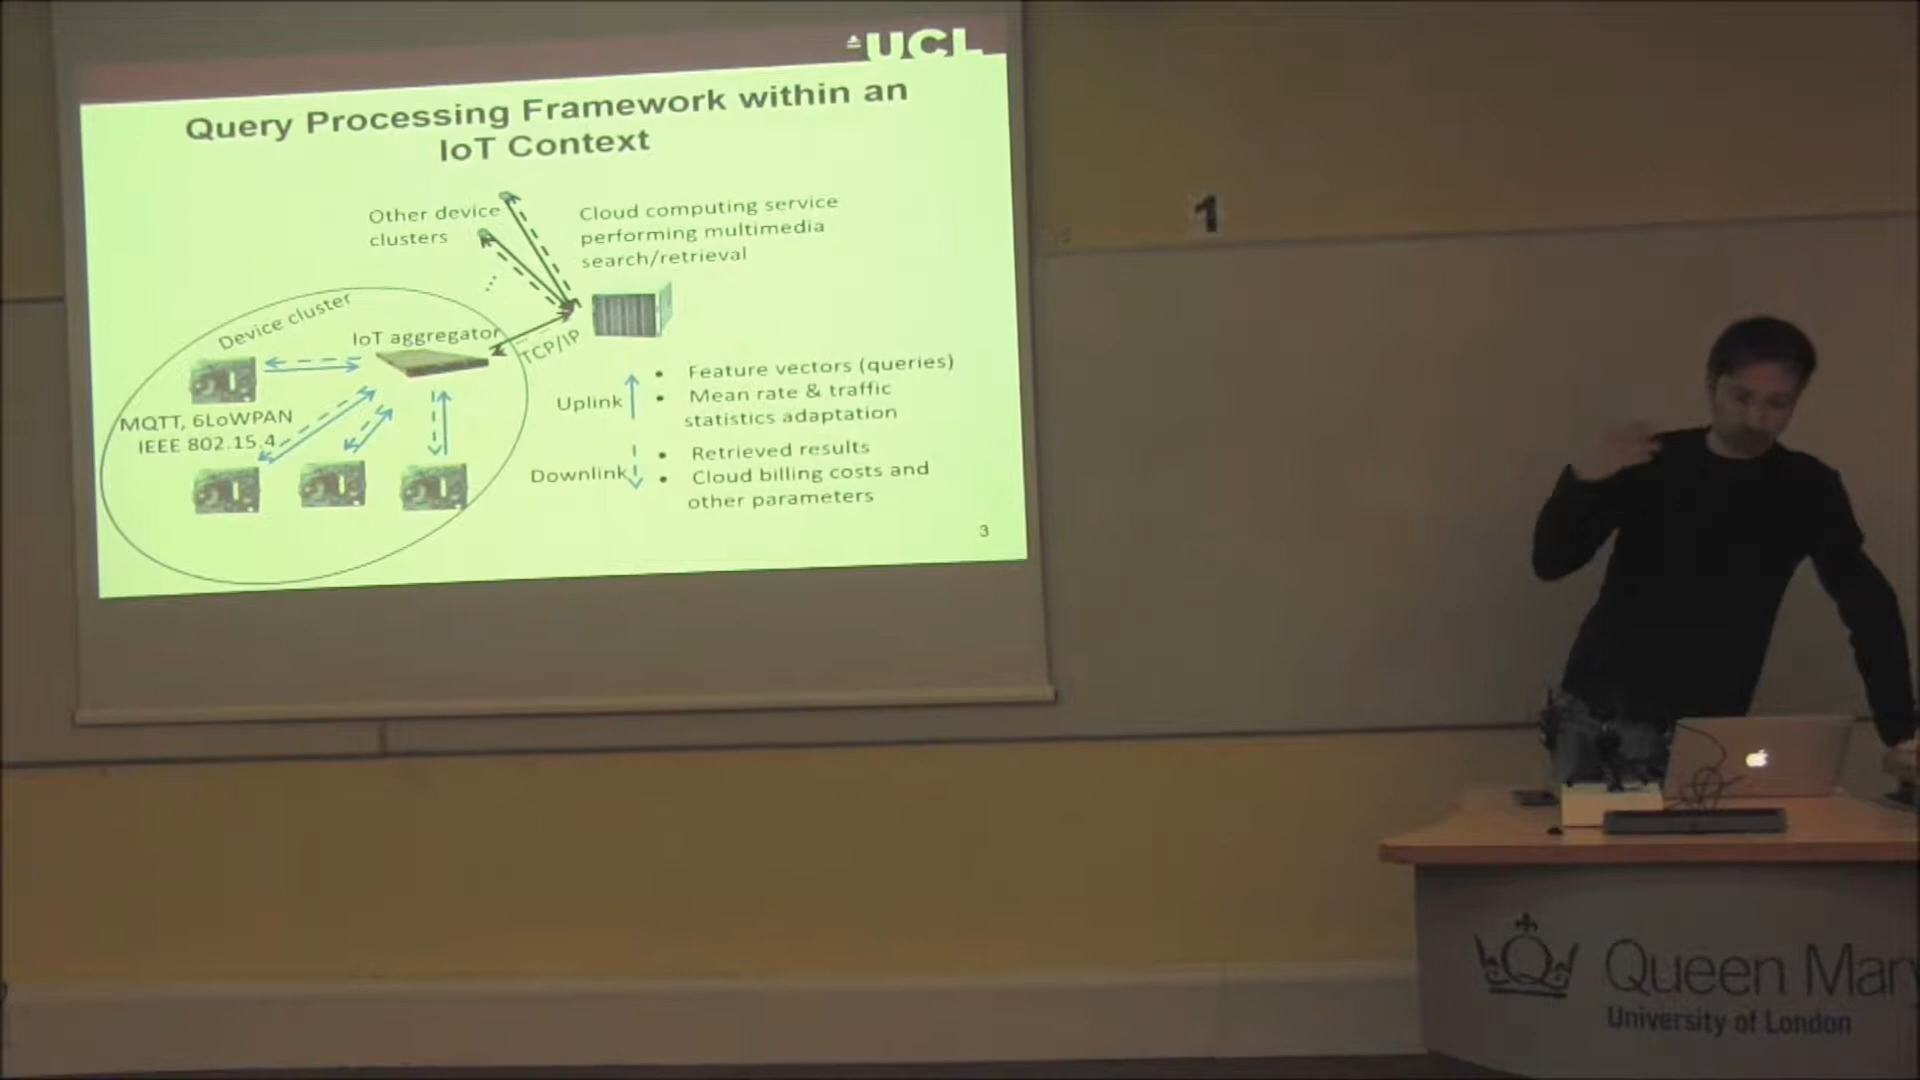 UCL
Query Processing Framework within an
IoT Context
Other device
clusters
Cloud computing service
performing multimedia
search/retrieval
Device cluster
IoT aggregator
TCP/IP
MQTT, 6LoWPAN
IEEE 802.15.4
Uplink
• Feature vectors (queries)
• Mean rate & traffic
statistics adaptation
Downlink
• Retrieved results
• Cloud billing costs and
other parameters
3
1
Queen Mary
University of London